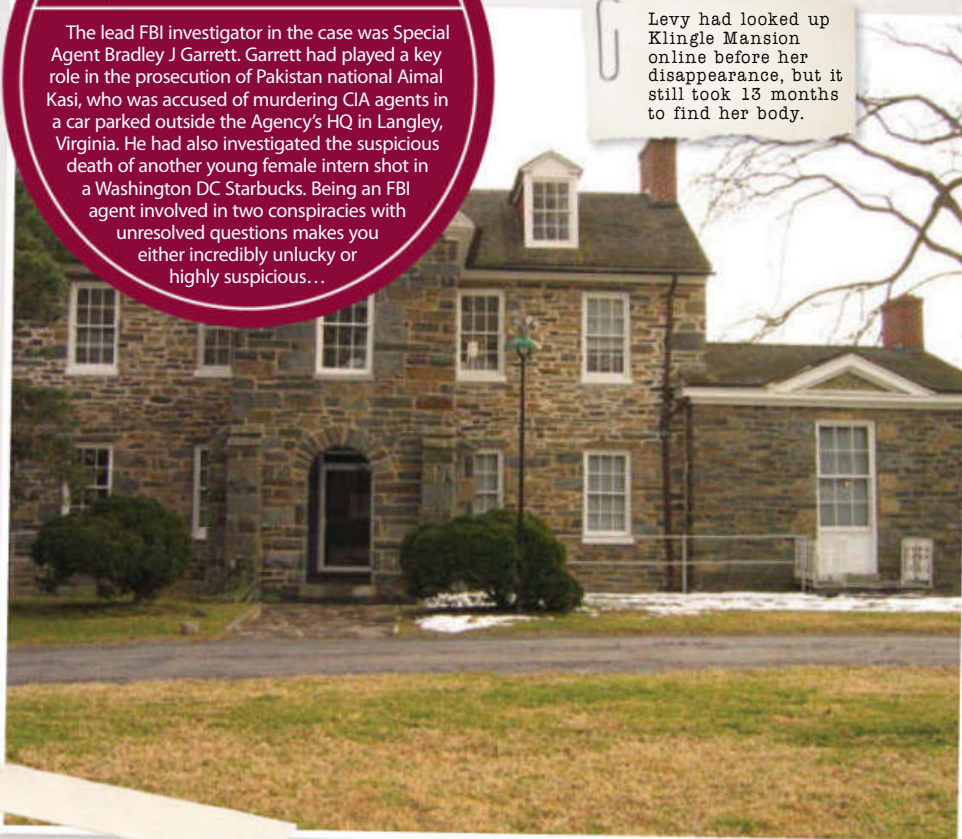 The lead FBI investigator in the case was Special
Agent Bradley J Garrett. Garrett had played a key
role in the prosecution of Pakistan national Aimal
Kasi, who was accused of murdering CIA agents in
a car parked outside the Agency's HQ in Langley,
Virginia. He had also investigated the suspicious
death of another young female intern shot in
a Washington DC Starbucks. Being an FBI
agent involved in two conspiracies with
unresolved questions makes you
either incredibly unlucky or
highly suspicious…
Levy had looked up
Klingle Mansion
online before her
disappearance, but it
still took 13 months
to find her body.